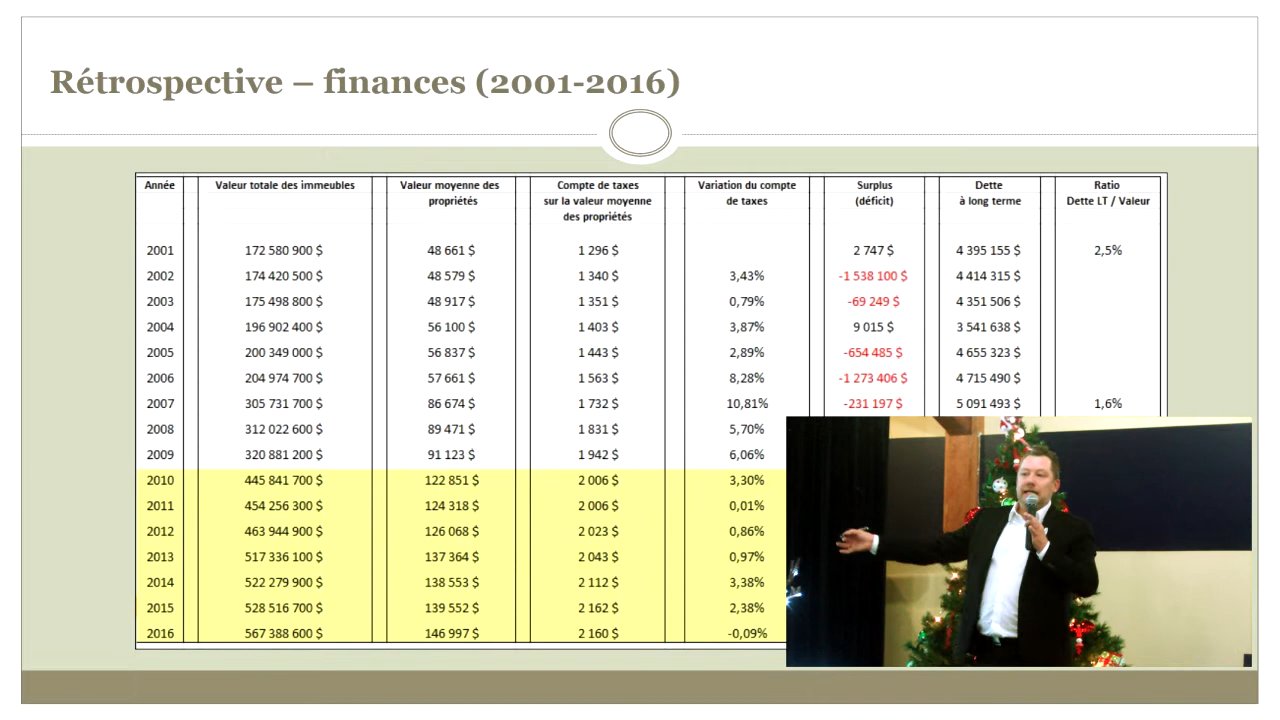 Rétrospective – finances (2001-2016)
Année Valeur totale des immeubles Valeur moyenne des Compte de taxes Variation du compte Surplus Dette Ratio
propriétés sur la valeur moyenne de taxes (déficit) à long terme Dette LT / Valeur
des propriétés
2001 172 580 900 $ 48 661 $ 1 296 $ 2 747 $ 4 395 155 $ 2,5%
2002 174 420 500 $ 48 579 $ 1 340 $ 3,43% -1 538 100 $ 4 414 315 $
2003 175 498 800 $ 48 917 $ 1 351 $ 0,79% -69 249 $ 4 351 506 $
2004 196 902 400 $ 56 100 $ 1 403 $ 3,87% 9 015 $ 3 541 638 $
2005 200 349 000 $ 56 837 $ 1 443 $ 2,89% -654 485 $ 4 655 323 $
2006 204 974 700 $ 57 661 $ 1 563 $ 8,28% -1 273 406 $ 4 715 490 $
2007 305 731 700 $ 86 674 $ 1 732 $ 10,81% -231 197 $ 5 091 493 $ 1,6%
2008 312 022 600 $ 89 471 $ 1 831 $ 5,70%
2009 320 881 200 $ 91 123 $ 1 942 $ 6,06%
2010 445 841 700 $ 122 851 $ 2 006 $ 3,30%
2011 454 256 300 $ 124 318 $ 2 006 $ 0,01%
2012 463 944 900 $ 126 068 $ 2 023 $ 0,86%
2013 517 336 100 $ 137 364 $ 2 043 $ 0,97%
2014 522 279 900 $ 138 553 $ 2 112 $ 3,38%
2015 528 516 700 $ 139 552 $ 2 162 $ 2,38%
2016 567 388 600 $ 146 997 $ 2 160 $ -0,09%